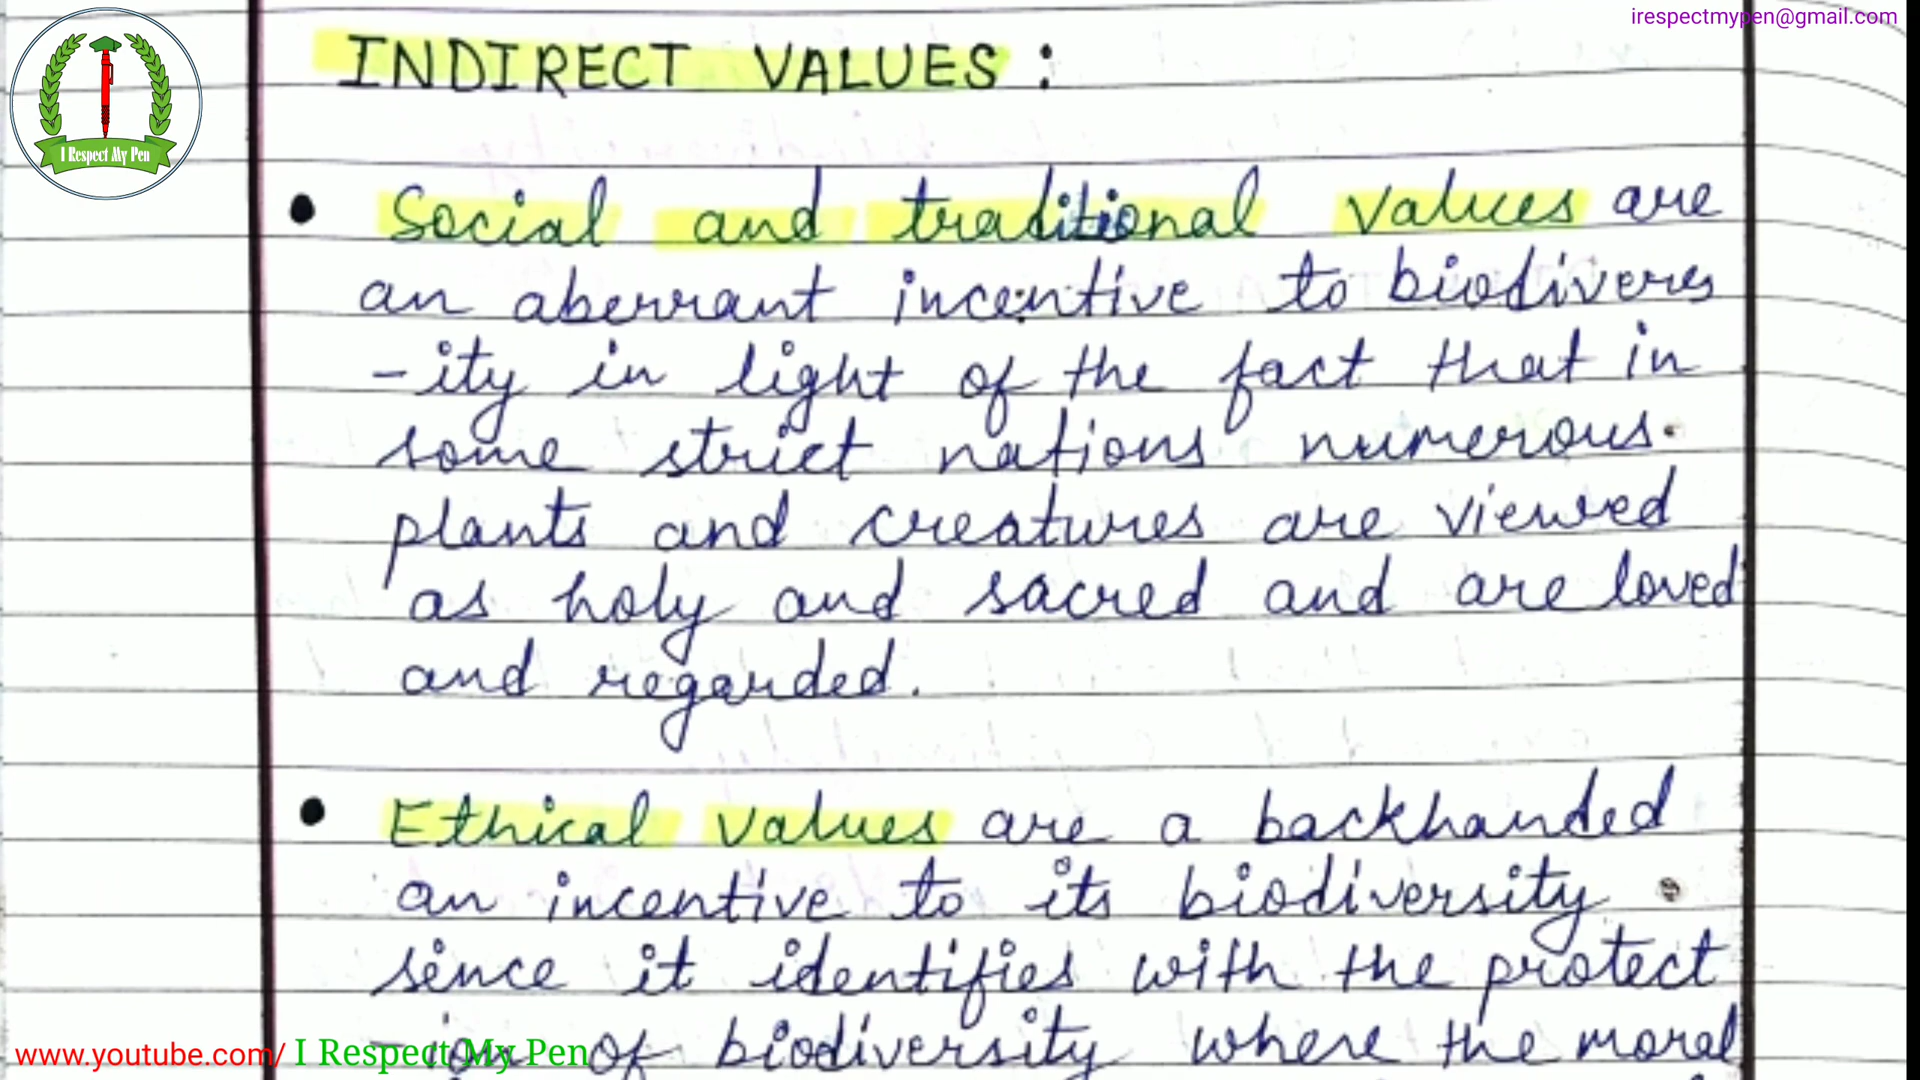 irespectmypen@gmail.com
I Respect My Pen
INDIRECT VALUES :
• Social and traditional values are
an aberrant incentive to biodiveres
-ity in light of the fact that in
some strict nations numerous
plants and creatures are viewed
as holy and sacred and are loved
and regarded.
• Ethical values are a backhanded
an incentive to its biodiversity
since it identifies with the protect
-ion of biodiversity where the moral
www.youtube.com/ I Respect My Pen